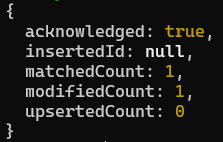 {
  acknowledged: true,
  insertedId: null,
  matchedCount: 1,
  modifiedCount: 1,
  upsertedCount: 0
}